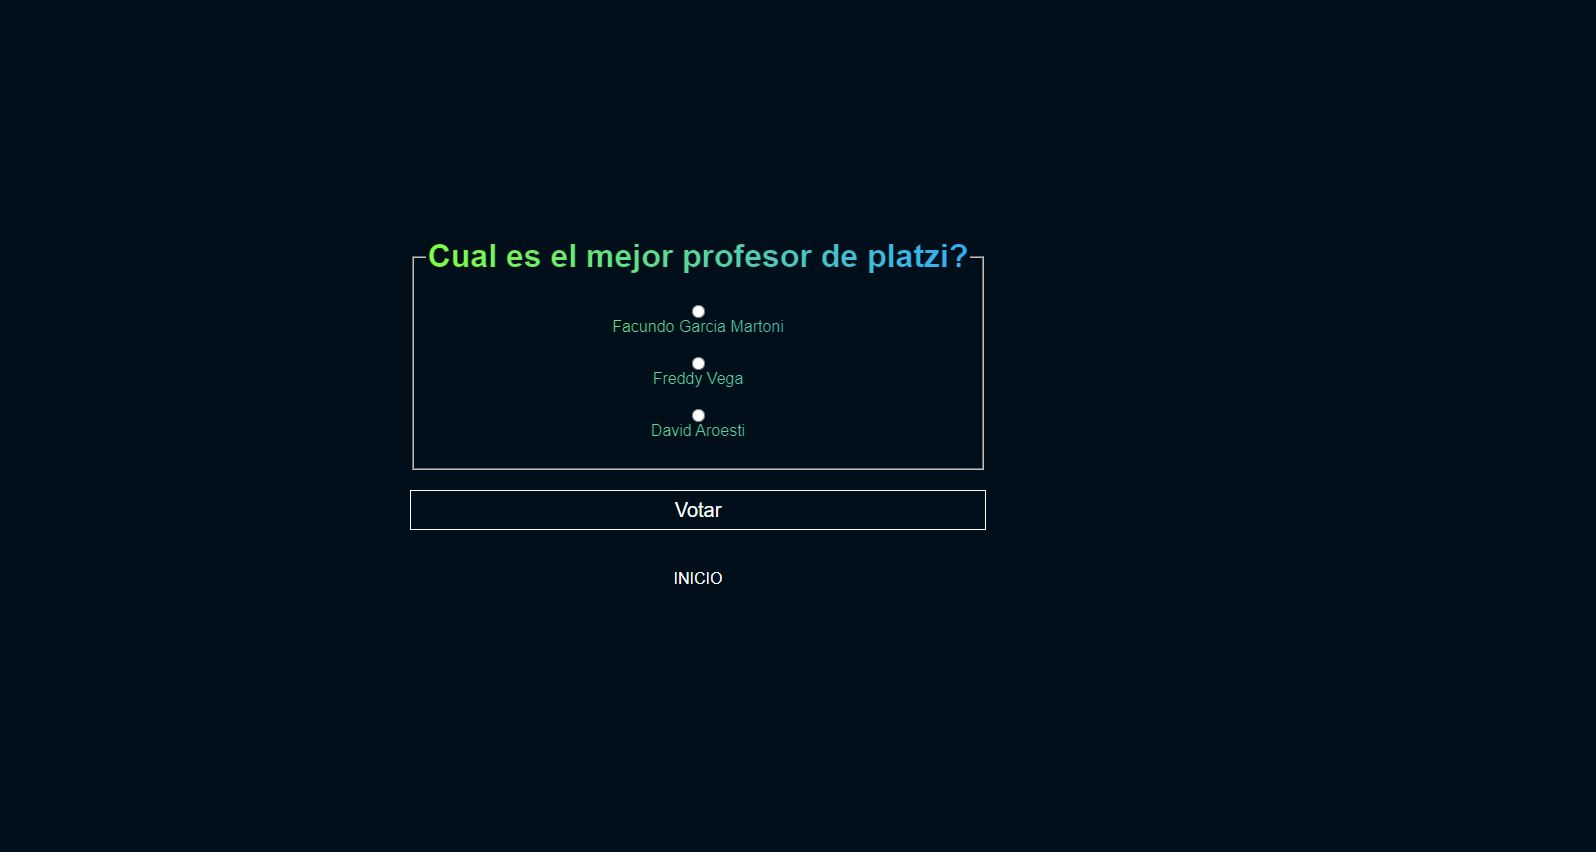 Cual es el mejor profesor de platzi?
Facundo Garcia Martoni
Freddy Vega
David Aroesti
Votar
INICIO